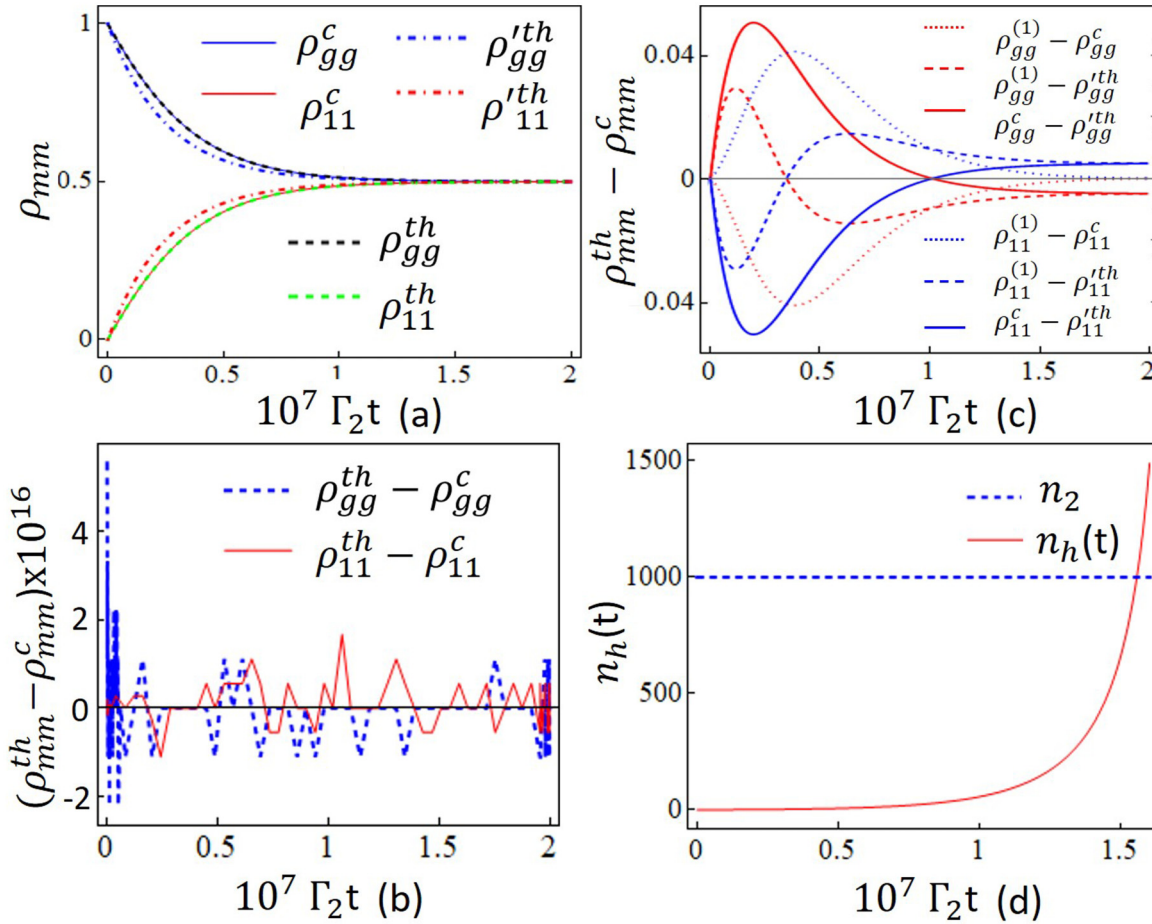 1
0.5
0
ρ_mm
ρ^c_gg
ρ'^th_gg
ρ^c_11
ρ'^th_11
ρ^th_gg
ρ^th_11
0 0.5 1 1.5 2
10^7 Γ_2t (a)
0.04
0
0.04
ρ^th_mm − ρ^c_mm
ρ^(1)_gg − ρ^c_gg
ρ^(1)_gg − ρ'^th_gg
ρ^c_gg − ρ'^th_gg
ρ^(1)_11 − ρ^c_11
ρ^(1)_11 − ρ'^th_11
ρ^c_11 − ρ'^th_11
0 0.5 1 1.5 2
10^7 Γ_2t (c)
4
2
0
-2
(ρ^th_mm − ρ^c_mm)x10^16
ρ^th_gg − ρ^c_gg
ρ^th_11 − ρ^c_11
0 0.5 1 1.5 2
10^7 Γ_2t (b)
1500
1000
500
0
n_h(t)
n_2
n_h(t)
0 0.5 1 1.5
10^7 Γ_2t (d)